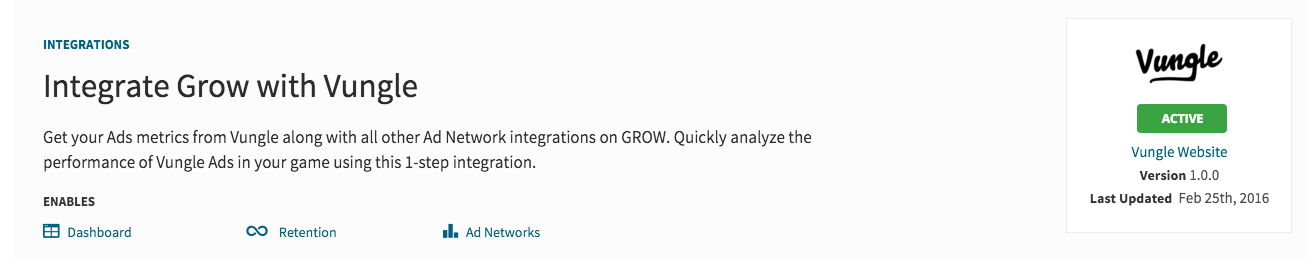 INTEGRATIONS
Integrate Grow with Vungle
Get your Ads metrics from Vungle along with all other Ad Network integrations on GROW. Quickly analyze the
performance of Vungle Ads in your game using this 1-step integration.
ENABLES
Dashboard
Retention
Ad Networks
Vungle
ACTIVE
Vungle Website
Version 1.0.0
Last Updated Feb 25th, 2016